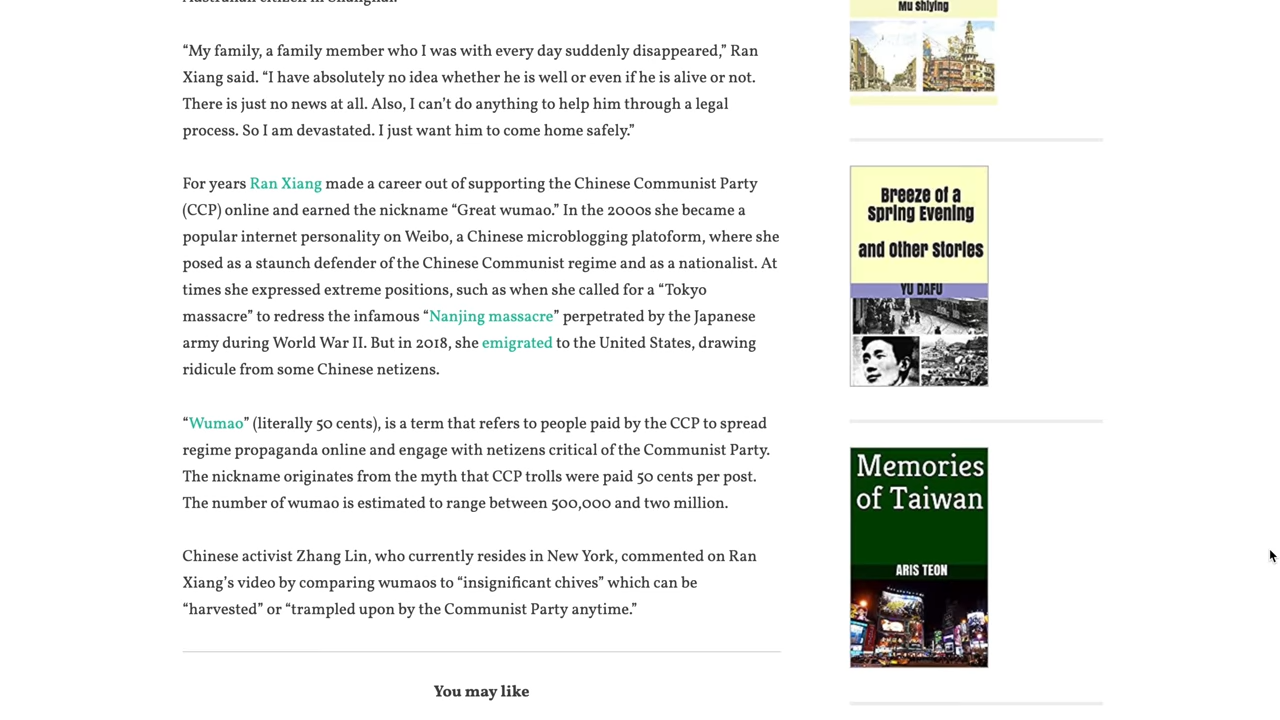 “My family, a family member who I was with every day suddenly disappeared,” Ran
Xiang said. “I have absolutely no idea whether he is well or even if he is alive or not.
There is just no news at all. Also, I can’t do anything to help him through a legal
process. So I am devastated. I just want him to come home safely.”
For years Ran Xiang made a career out of supporting the Chinese Communist Party
(CCP) online and earned the nickname “Great wumao.” In the 2000s she became a
popular internet personality on Weibo, a Chinese microblogging platoform, where she
posed as a staunch defender of the Chinese Communist regime and as a nationalist. At
times she expressed extreme positions, such as when she called for a “Tokyo
massacre” to redress the infamous “Nanjing massacre” perpetrated by the Japanese
army during World War II. But in 2018, she emigrated to the United States, drawing
ridicule from some Chinese netizens.
“Wumao” (literally 50 cents), is a term that refers to people paid by the CCP to spread
regime propaganda online and engage with netizens critical of the Communist Party.
The nickname originates from the myth that CCP trolls were paid 50 cents per post.
The number of wumao is estimated to range between 500,000 and two million.
Chinese activist Zhang Lin, who currently resides in New York, commented on Ran
Xiang’s video by comparing wumaos to “insignificant chives” which can be
“harvested” or “trampled upon by the Communist Party anytime.”
You may like
Mu Shiying
Breeze of a
Spring Evening
and Other Stories
YU DAFU
Memories
of Taiwan
ARIS TEON